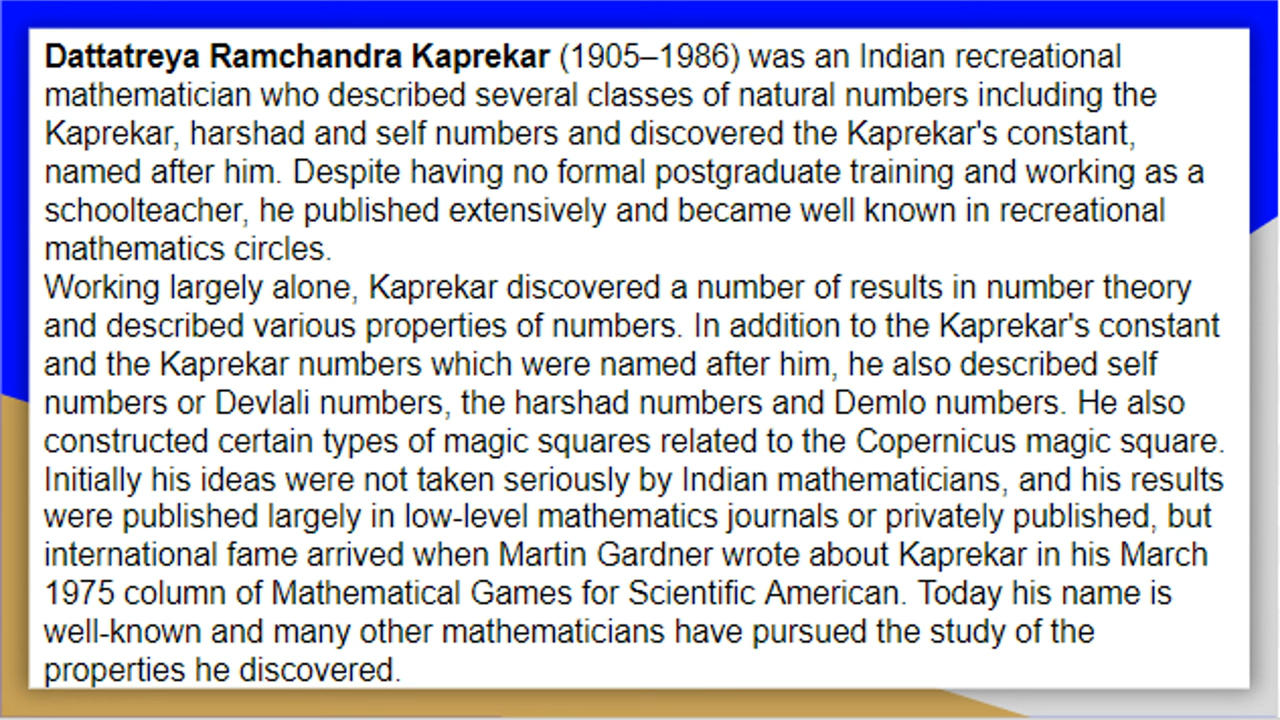 Dattatreya Ramchandra Kaprekar (1905–1986) was an Indian recreational
mathematician who described several classes of natural numbers including the
Kaprekar, harshad and self numbers and discovered the Kaprekar's constant,
named after him. Despite having no formal postgraduate training and working as a
schoolteacher, he published extensively and became well known in recreational
mathematics circles.
Working largely alone, Kaprekar discovered a number of results in number theory
and described various properties of numbers. In addition to the Kaprekar's constant
and the Kaprekar numbers which were named after him, he also described self
numbers or Devlali numbers, the harshad numbers and Demlo numbers. He also
constructed certain types of magic squares related to the Copernicus magic square.
Initially his ideas were not taken seriously by Indian mathematicians, and his results
were published largely in low-level mathematics journals or privately published, but
international fame arrived when Martin Gardner wrote about Kaprekar in his March
1975 column of Mathematical Games for Scientific American. Today his name is
well-known and many other mathematicians have pursued the study of the
properties he discovered.